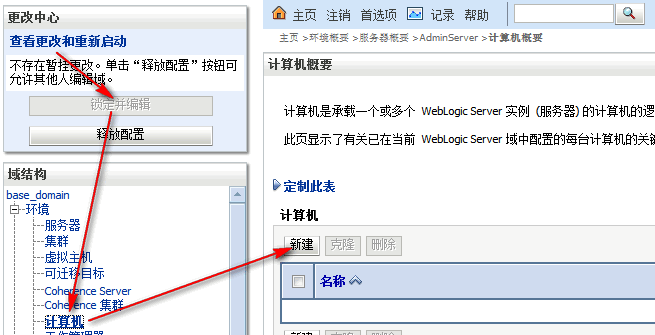 更改中心
查看更改和重新启动
不存在暂挂更改。单击“释放配置”按钮可
允许其他人编辑域。
锁定并编辑
释放配置
域结构
base_domain
环境
服务器
集群
虚拟主机
可迁移目标
Coherence Server
Coherence 集群
计算机
主页 注销 首选项 记录 帮助
主页 >环境概要 >服务器概要 >AdminServer >计算机概要
计算机概要
计算机是承载一个或多个 WebLogic Server 实例 (服务器) 的计算机的逻
此页显示了有关已在当前 WebLogic Server 域中配置的每台计算机的关键
定制此表
计算机
新建 克隆 删除
名称